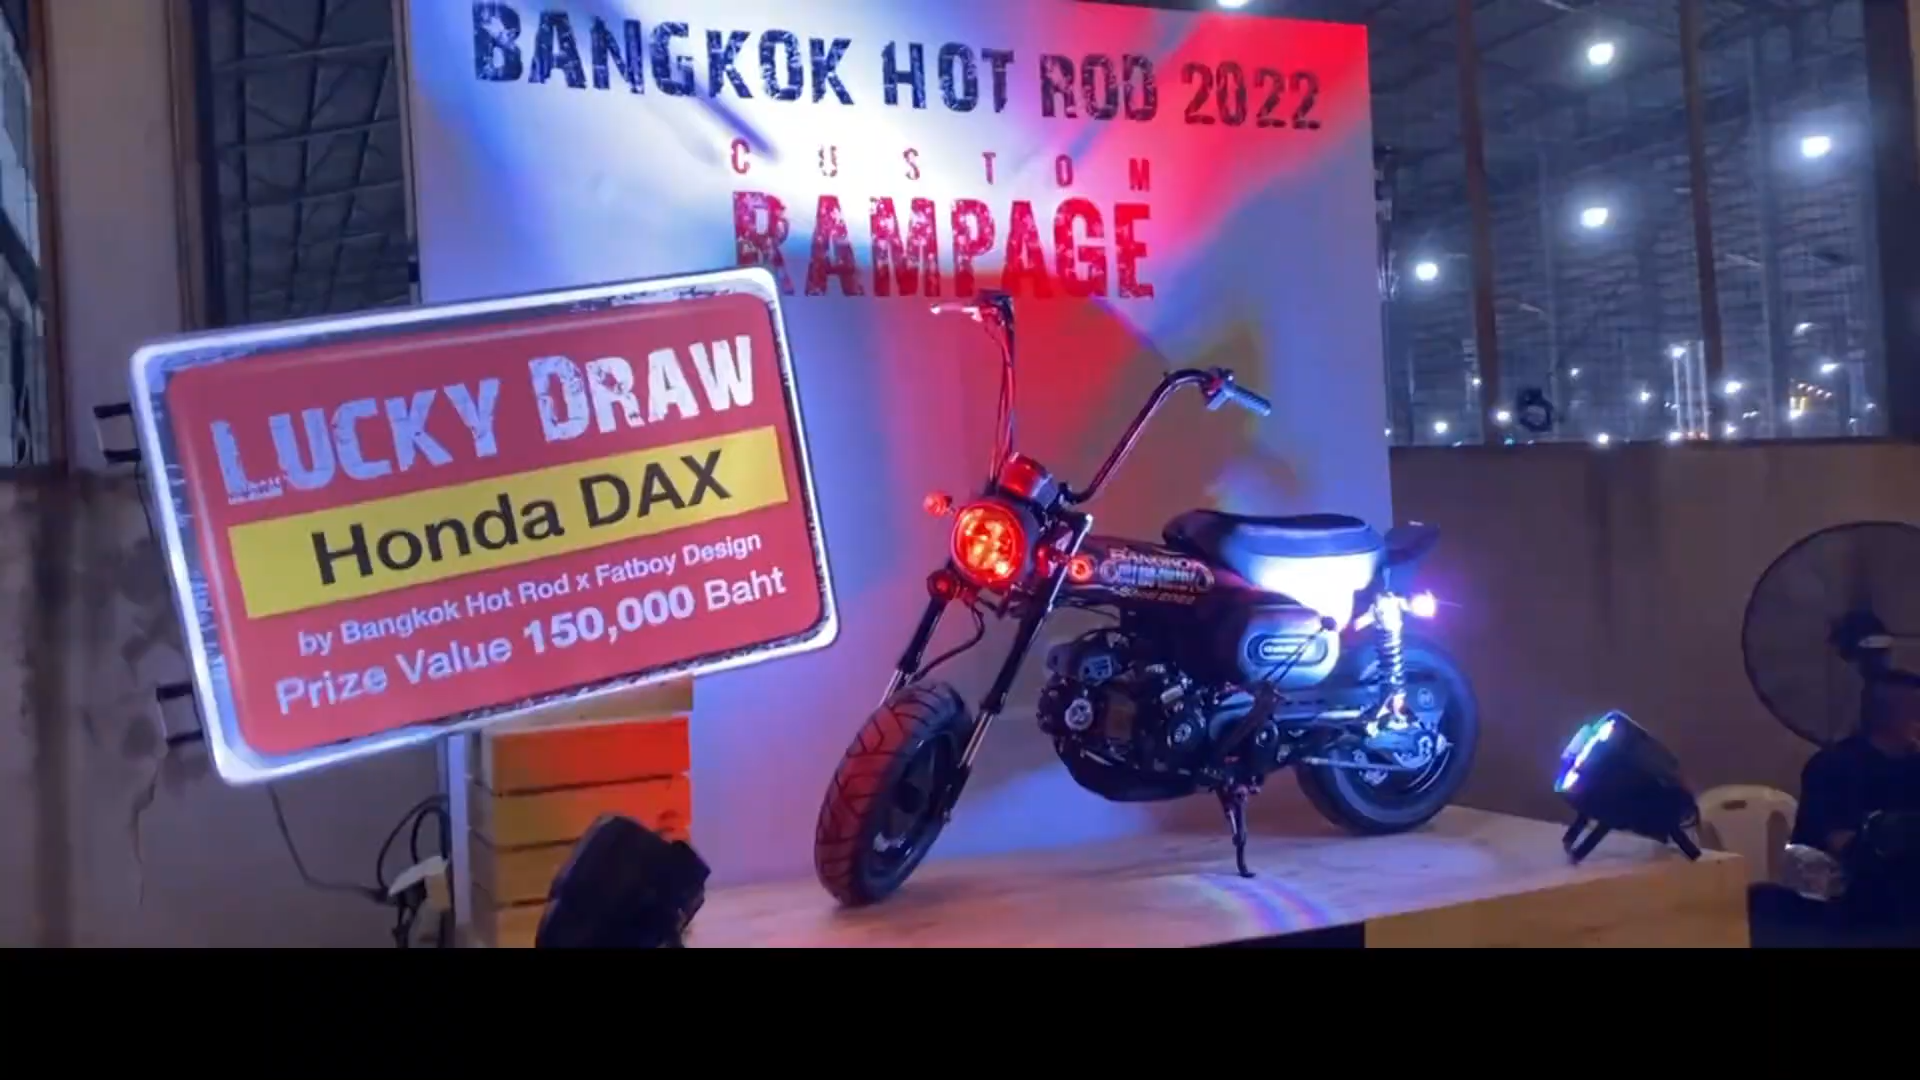 BANGKOK HOT ROD 2022
CUSTOM
RAMPAGE
LUCKY DRAW
Honda DAX
by Bangkok Hot Rod x Fatboy Design
Prize Value 150,000 Baht
BANGKOK